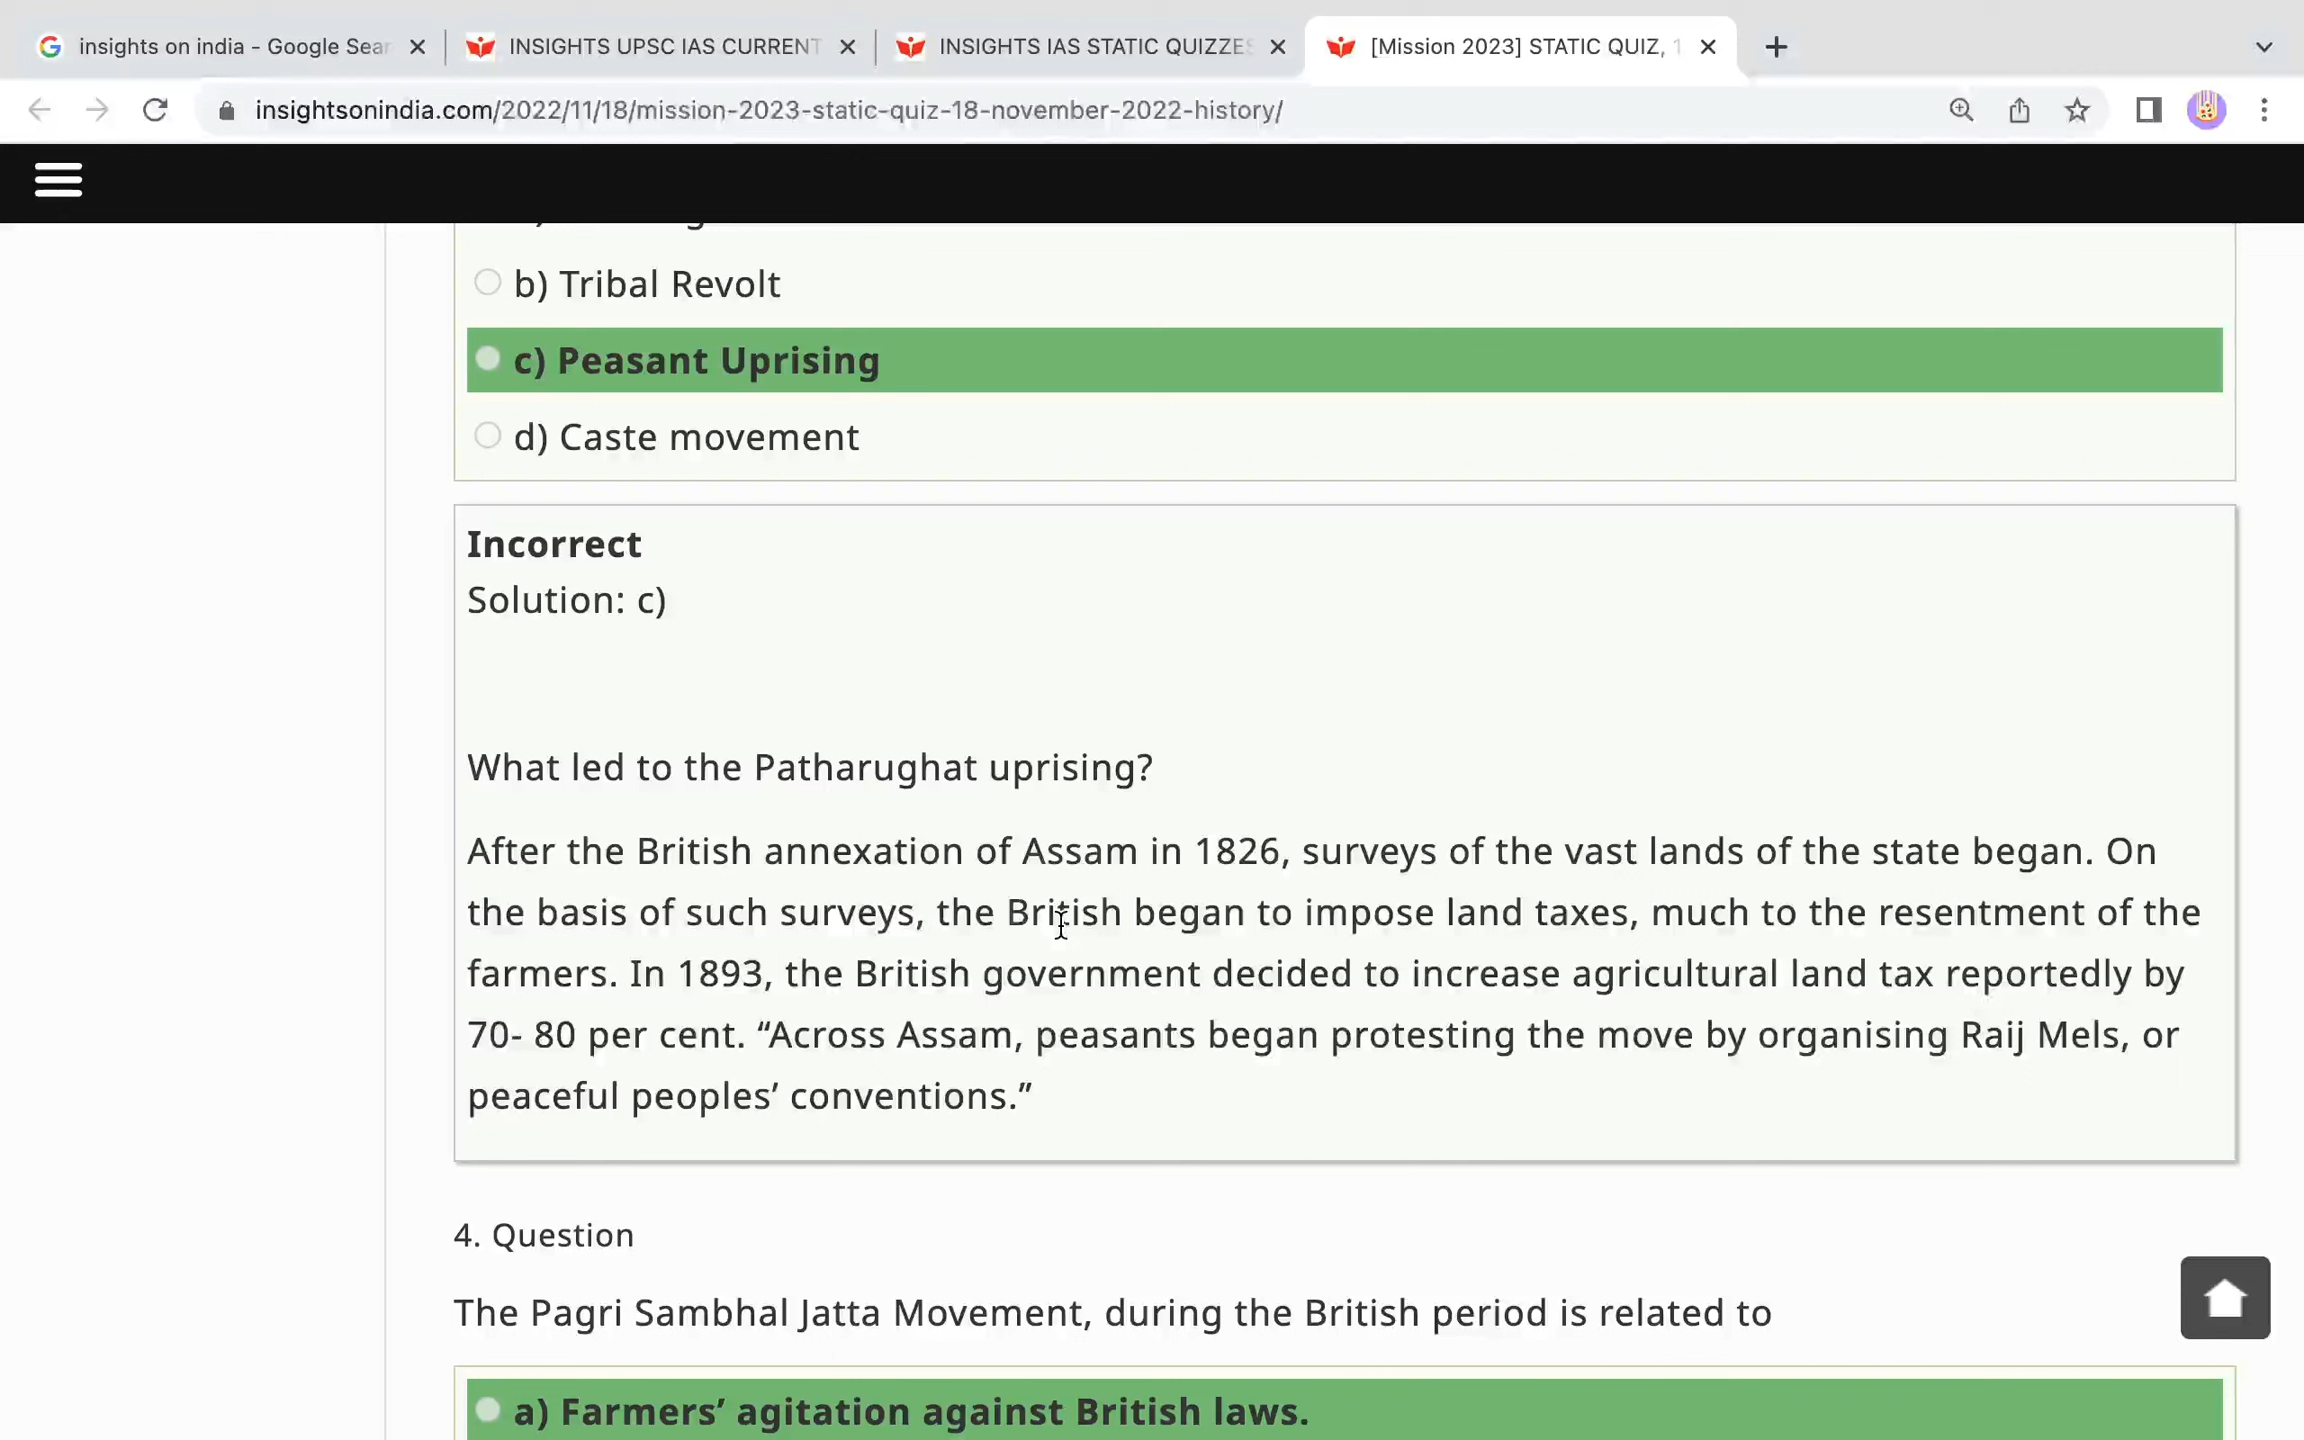 insights on india - Google Sear
INSIGHTS UPSC IAS CURRENT
INSIGHTS IAS STATIC QUIZZES
[Mission 2023] STATIC QUIZ, 1
insightsonindia.com/2022/11/18/mission-2023-static-quiz-18-november-2022-history/
b) Tribal Revolt
c) Peasant Uprising
d) Caste movement
Incorrect
Solution: c)
What led to the Patharughat uprising?
After the British annexation of Assam in 1826, surveys of the vast lands of the state began. On
the basis of such surveys, the British began to impose land taxes, much to the resentment of the
farmers. In 1893, the British government decided to increase agricultural land tax reportedly by
70- 80 per cent. “Across Assam, peasants began protesting the move by organising Raij Mels, or
peaceful peoples’ conventions.”
4. Question
The Pagri Sambhal Jatta Movement, during the British period is related to
a) Farmers’ agitation against British laws.